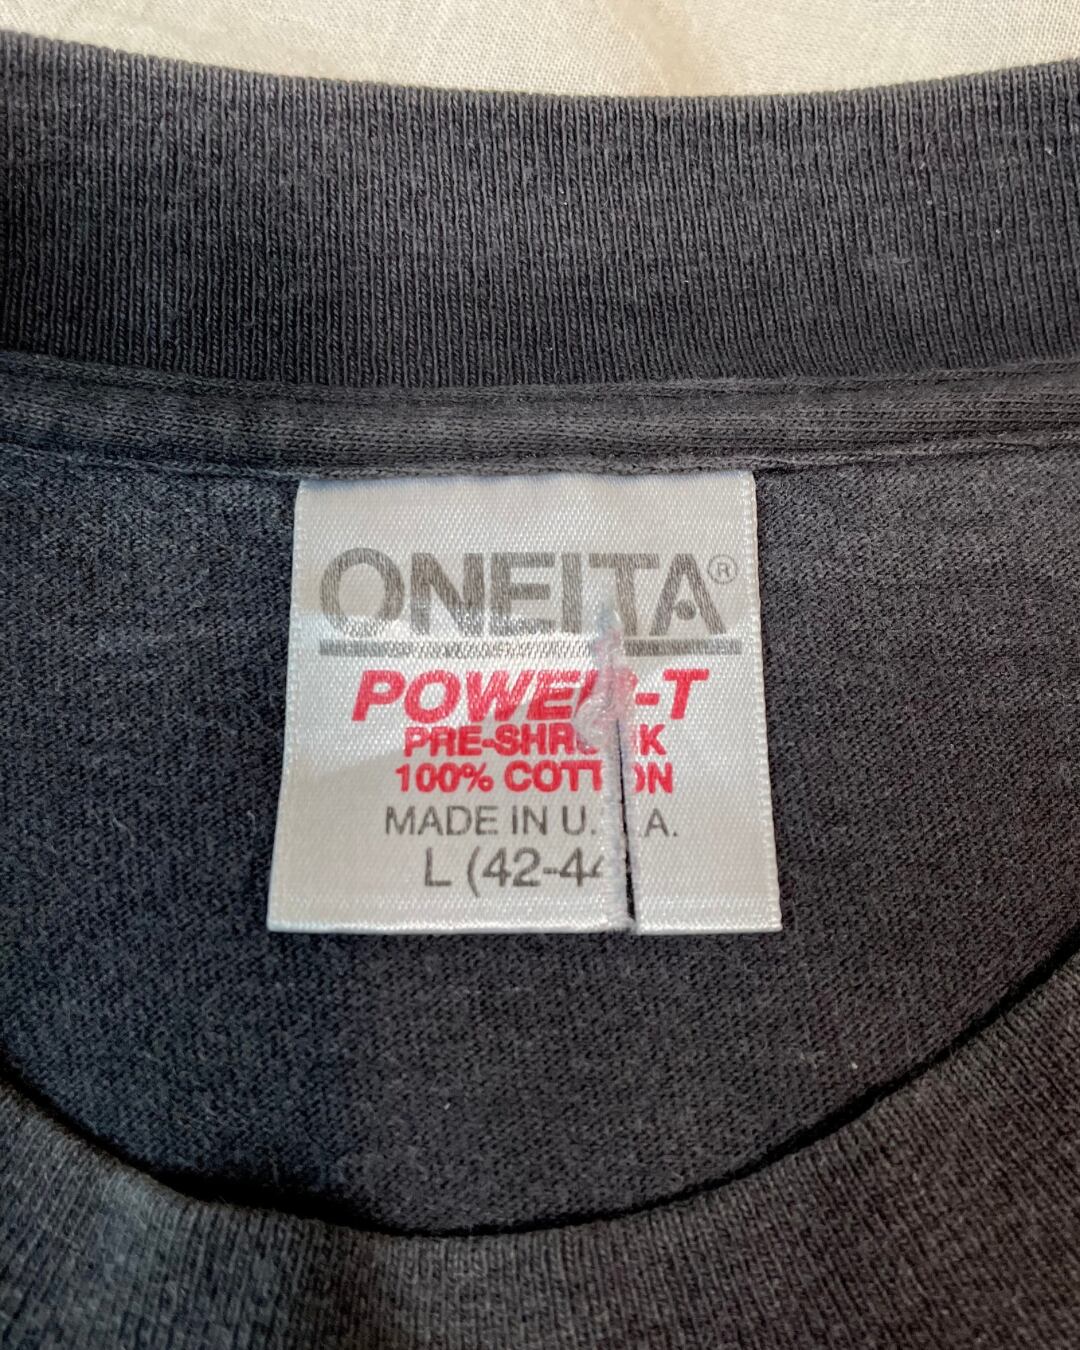 ONEITA®
POWER-T
PRE-SHRUNK
100% COTTON
MADE IN U.S.A.
L (42-44